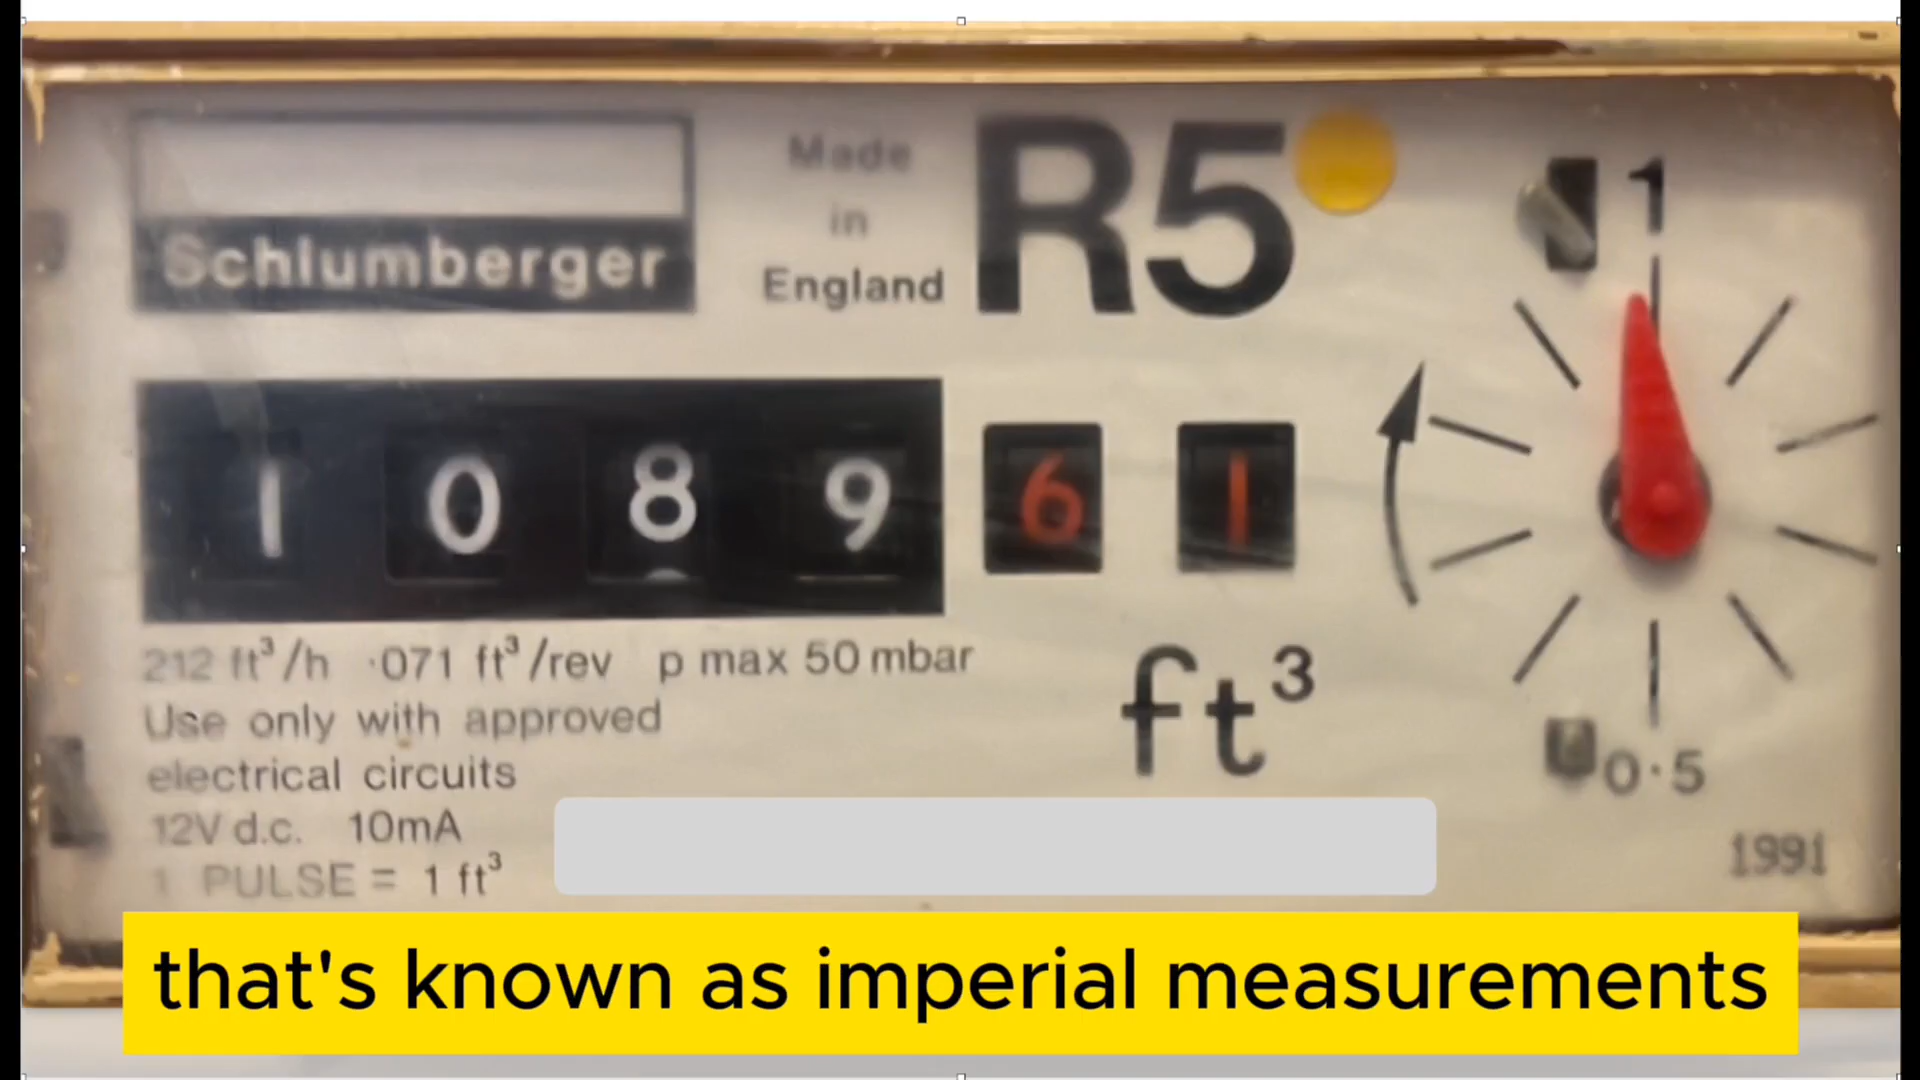 Schlumberger
Made
in
England
R5
1
1 0 8 9 6 1
212 ft³/h ·071 ft³/rev p max 50 mbar
Use only with approved
electrical circuits
12V d.c. 10mA
1 PULSE = 1 ft³
ft³
0·5
1991
that's known as imperial measurements